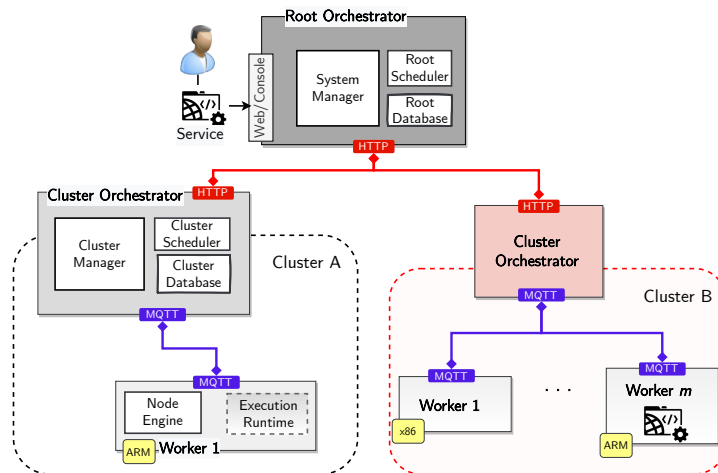 Root Orchestrator
System
Manager
Root
Scheduler
Root
Database
Web/Console
Service
HTTP
Cluster Orchestrator
HTTP
Cluster
Manager
Cluster
Scheduler
Cluster
Database
Cluster A
MQTT
MQTT
Node
Engine
Execution
Runtime
ARM
Worker 1
HTTP
Cluster
Orchestrator
MQTT
Cluster B
MQTT
Worker 1
x86
. . .
MQTT
Worker m
ARM